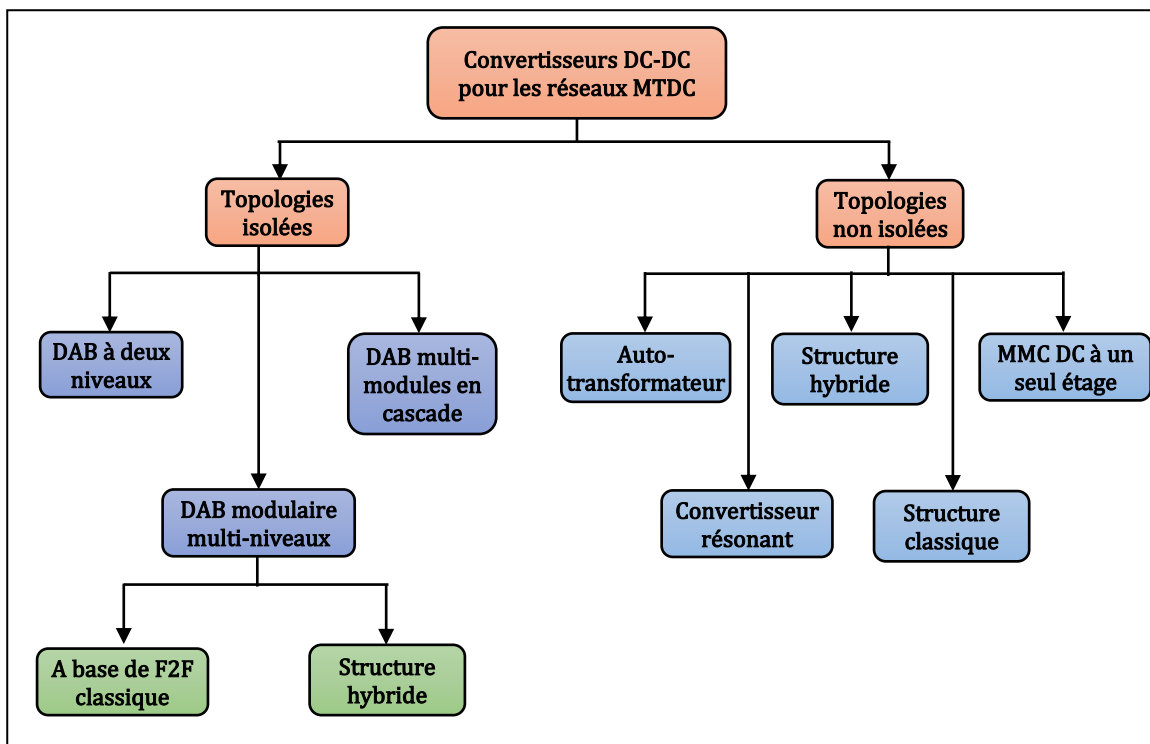 Convertisseurs DC-DC
pour les réseaux MTDC
Topologies
isolées
Topologies
non isolées
DAB à deux
niveaux
DAB multi-
modules en
cascade
Auto-
transformateur
Structure
hybride
MMC DC à un
seul étage
DAB modulaire
multi-niveaux
Convertisseur
résonant
Structure
classique
A base de F2F
classique
Structure
hybride